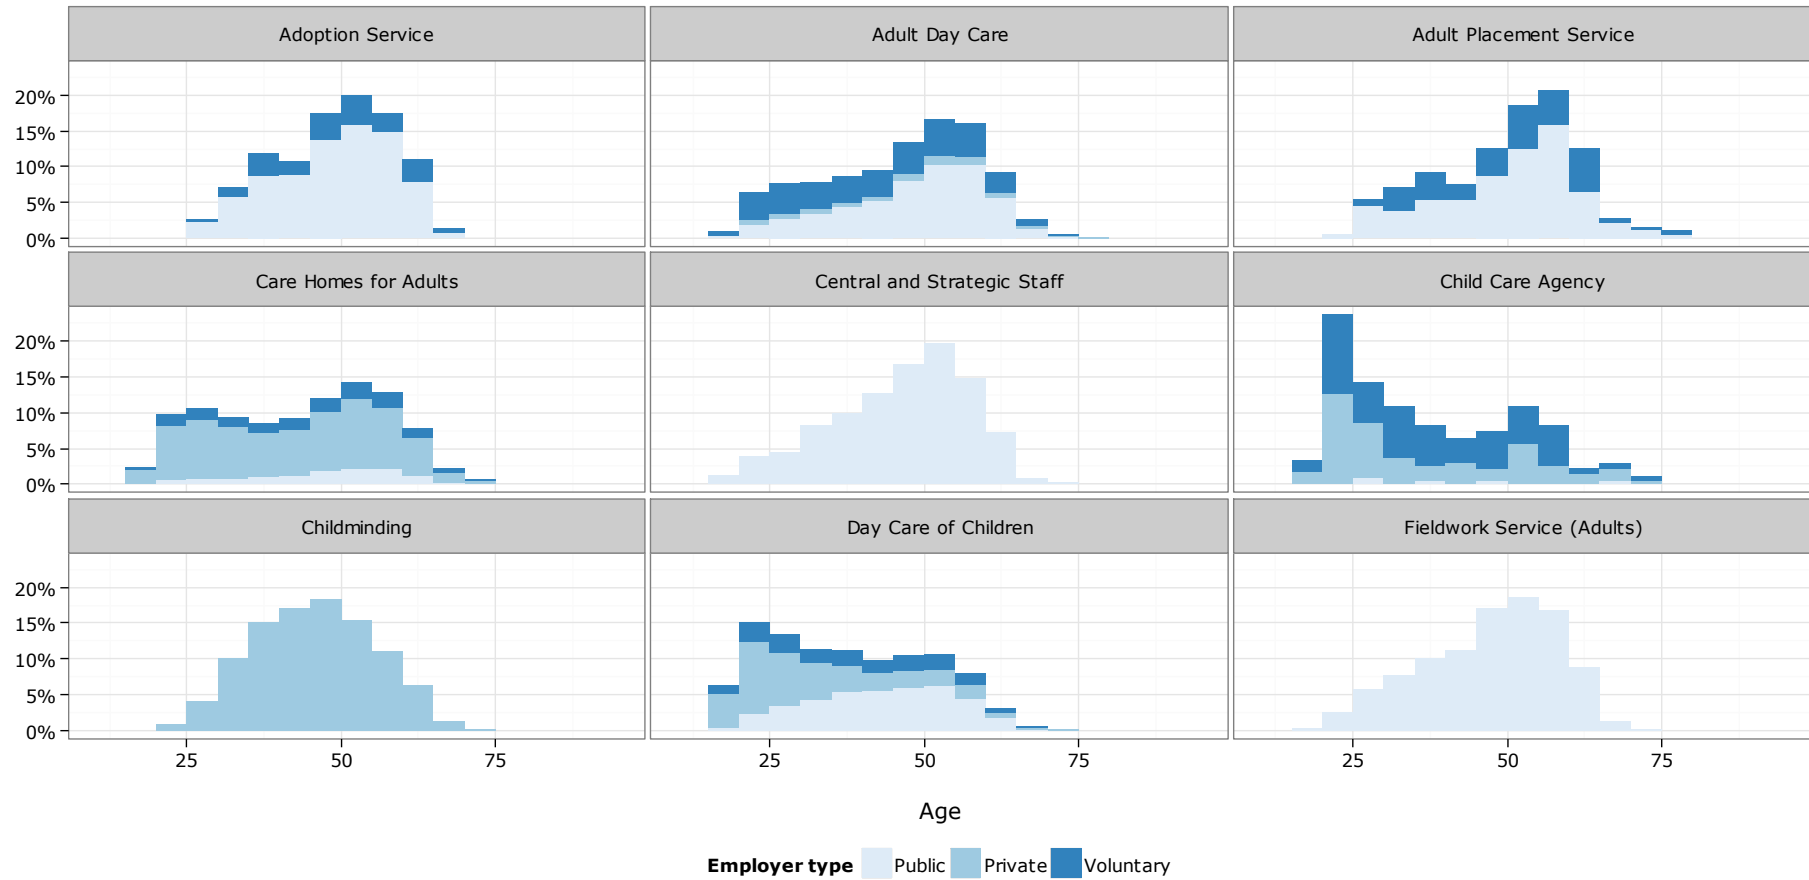 Adoption Service Adult Day Care Adult Placement Service
20%
15%
10%
5%
0%
Care Homes for Adults Central and Strategic Staff Child Care Agency
20%
15%
10%
5%
0%
Childminding Day Care of Children Fieldwork Service (Adults)
20%
15%
10%
5%
0%
25 50 75 25 50 75 25 50 75
Age
Employer type Public Private Voluntary